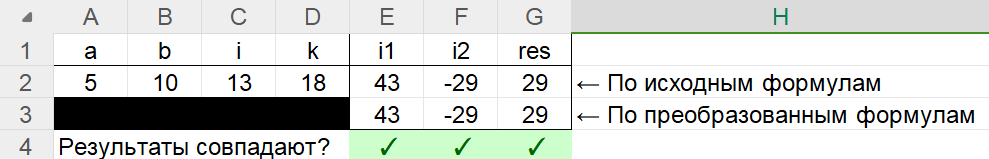 A B C D E F G H
1 a b i k i1 i2 res
2 5 10 13 18 43 -29 29 ← По исходным формулам
3 43 -29 29 ← По преобразованным формулам
4 Результаты совпадают? ✓ ✓ ✓